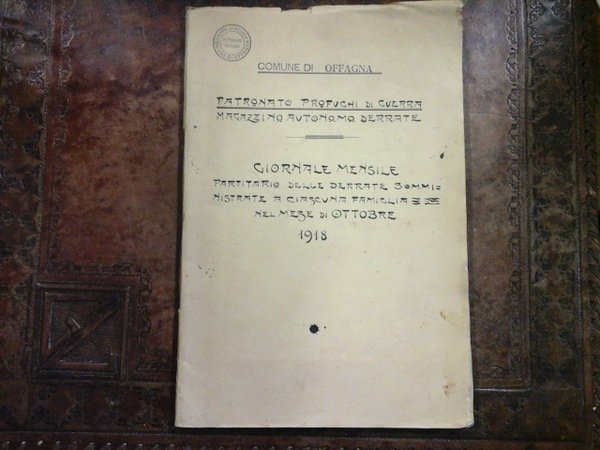 COMUNE DI OFFAGNA
PATRONATO PROFUGHI DI GUERRA
MAGAZZINO AUTONOMO DERRATE
GIORNALE MENSILE
PARTITARIO DELLE DERRATE SOMMI=
NISTRATE A CIASCUNA FAMIGLIA
NEL MESE DI OTTOBRE
1918